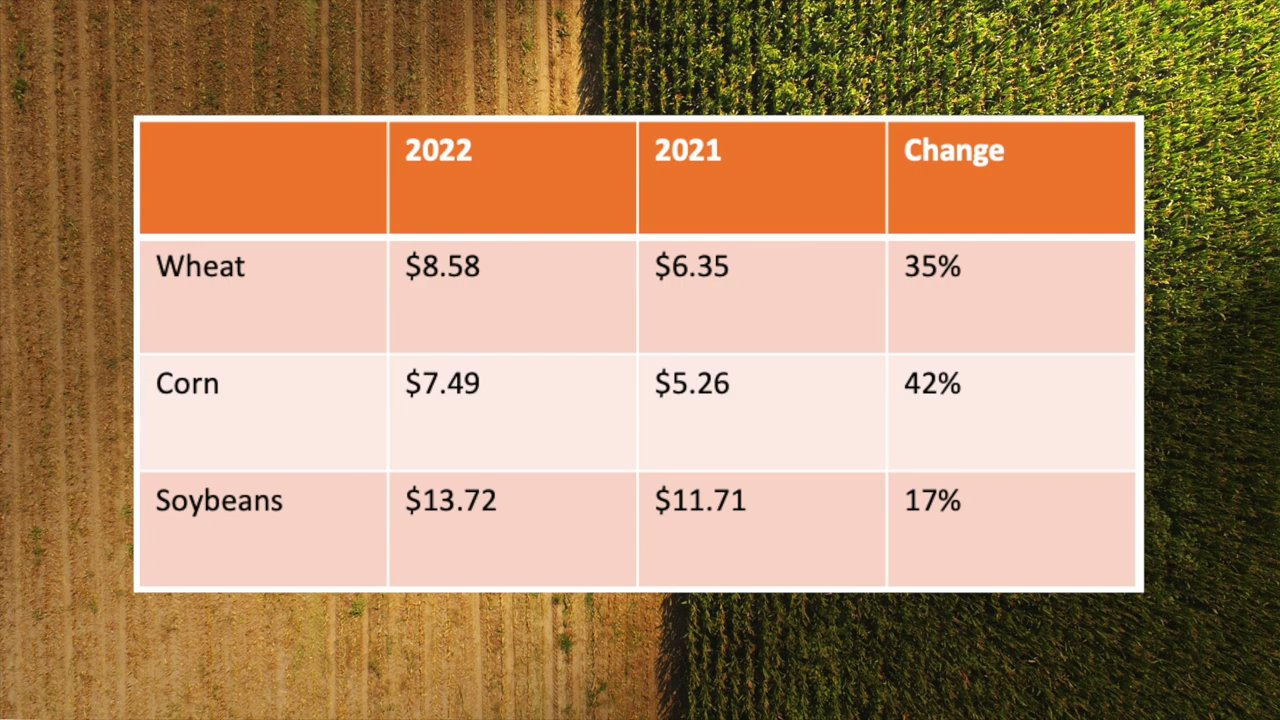 2022 2021 Change
Wheat $8.58 $6.35 35%
Corn $7.49 $5.26 42%
Soybeans $13.72 $11.71 17%